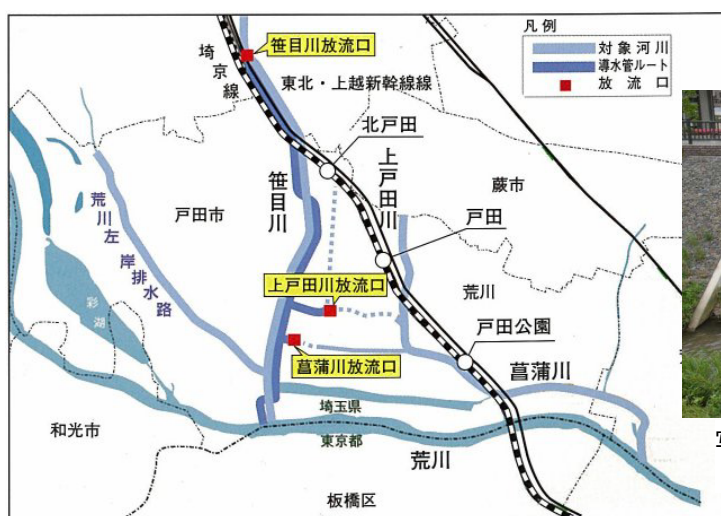 凡例
対象河川
導水管ルート
放流口
笹目川放流口
埼京線
東北・上越新幹線線
北戸田
上戸田川
笹目川
蕨市
戸田市
荒川左岸排水路
戸田
上戸田川放流口
荒川
戸田公園
菖蒲川放流口
菖蒲川
埼玉県
東京都
和光市
荒川
板橋区